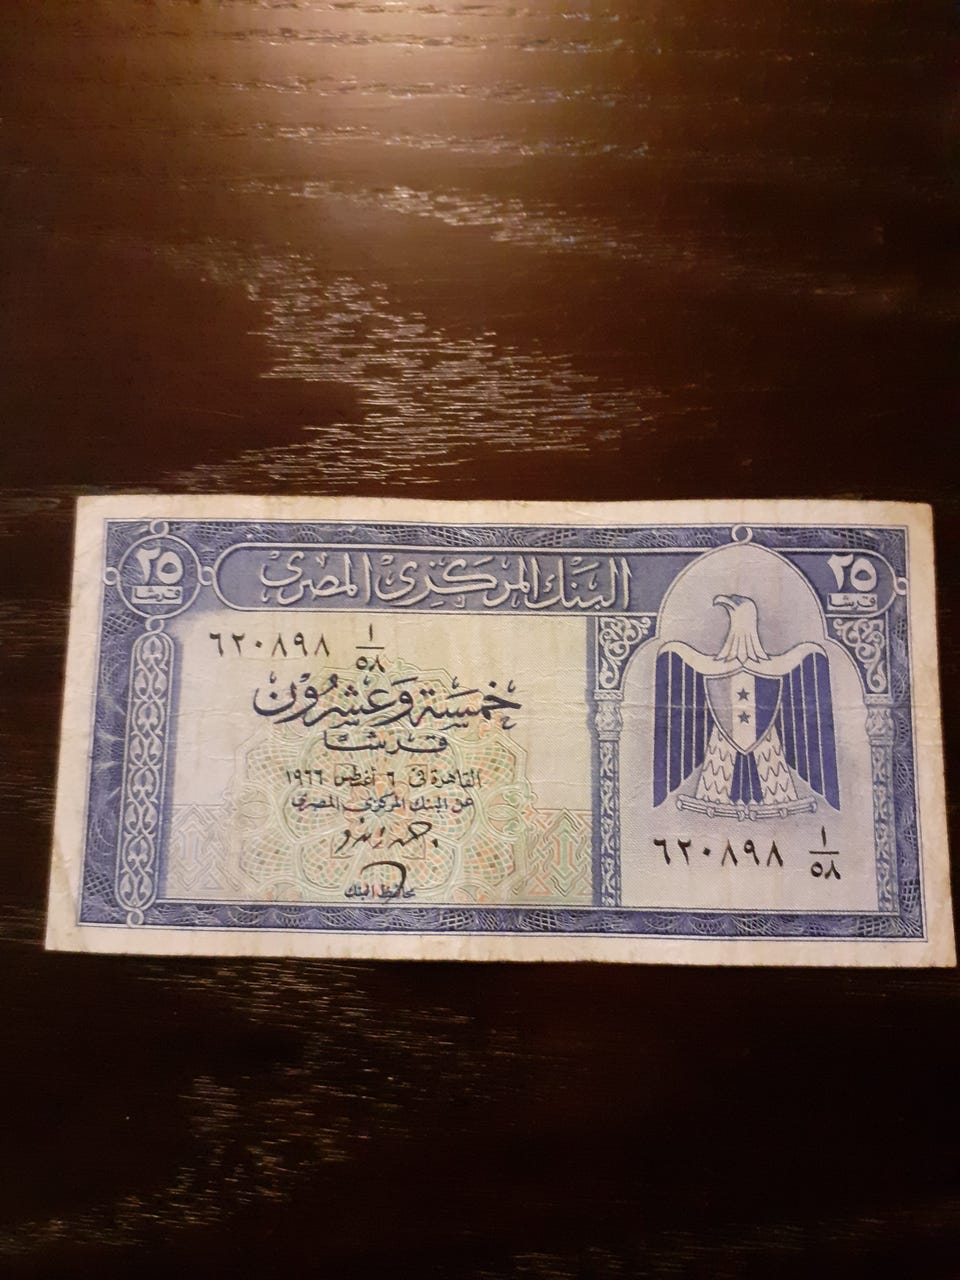 البنك المركزي المصري
٢٥
قرشا
٢٥
قرشا
٦٢٠٨٩٨ ١/٥٨
خمسة وعشرون
قرشا
القاهرة فى ٦ أغسطس ١٩٦٦
عن البنك المركزي المصري
محافظ البنك
٦٢٠٨٩٨ ١/٥٨